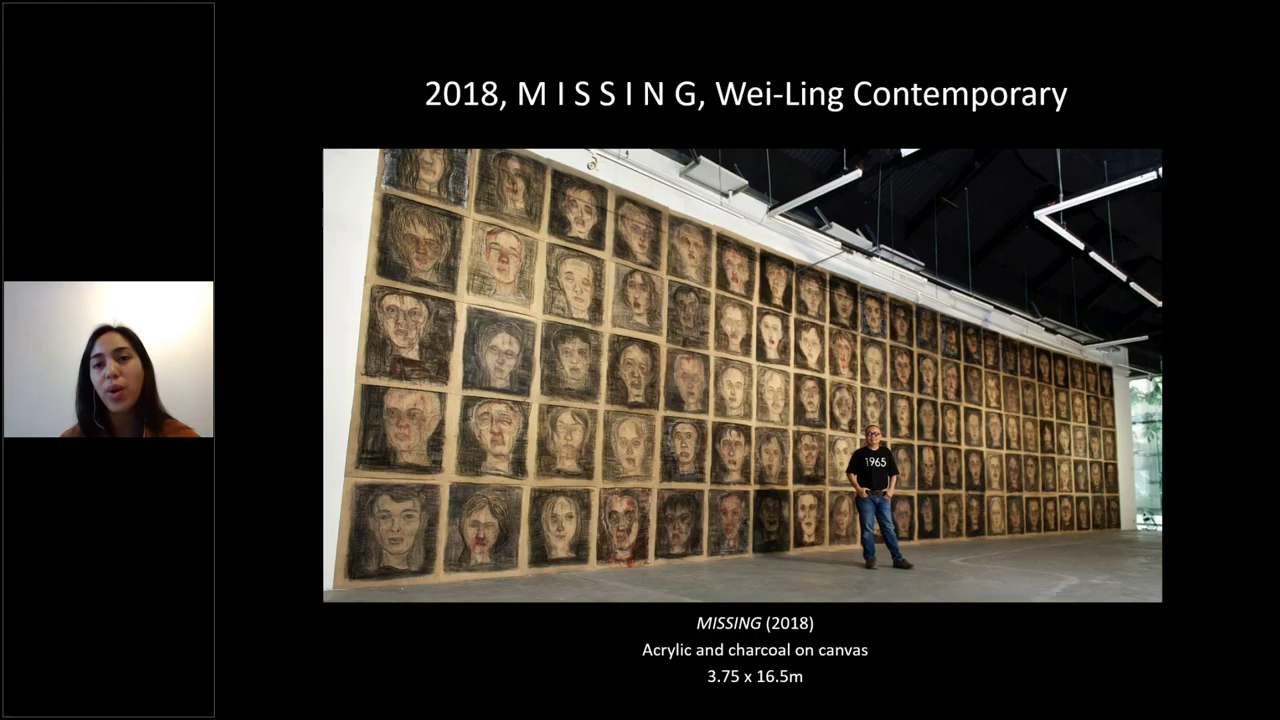 2018, M I S S I N G, Wei-Ling Contemporary
1965
MISSING (2018)
Acrylic and charcoal on canvas
3.75 x 16.5m